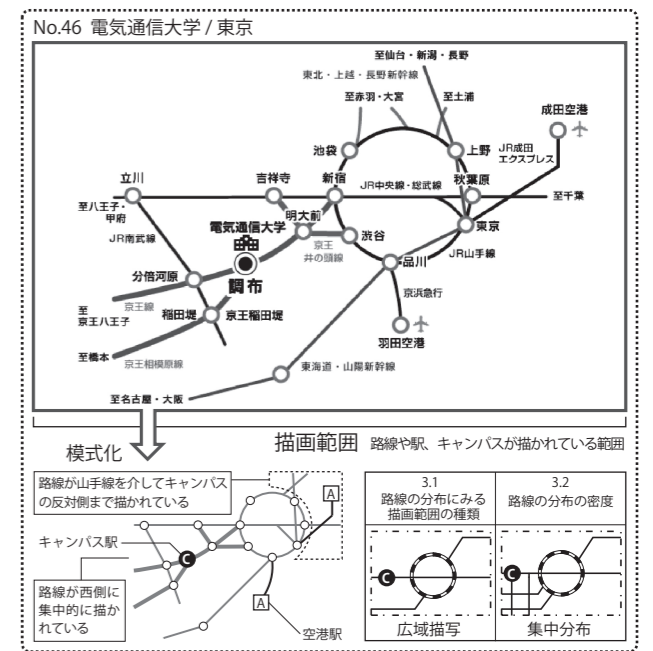 No.46 電気通信大学 / 東京
至仙台・新潟・長野
東北・上越・長野新幹線
至赤羽・大宮
至土浦
成田空港
池袋
上野
JR成田
エクスプレス
立川
吉祥寺
新宿
JR中央線・総武線
秋葉原
至千葉
至八王子・
甲府
電気通信大学
明大前
渋谷
東京
JR南武線
京王
井の頭線
JR山手線
品川
分倍河原
調布
京浜急行
京王線
至
京王八王子
稲田堤
京王稲田堤
羽田空港
至橋本
京王相模原線
東海道・山陽新幹線
至名古屋・大阪
模式化
描画範囲 路線や駅、キャンパスが描かれている範囲
路線が山手線を介してキャンパス
の反対側まで描かれている
A
キャンパス駅
C
路線が西側に
集中的に描か
れている
A
空港駅
3.1
路線の分布にみる
描画範囲の種類
3.2
路線の分布の密度
C
C
広域描写
集中分布